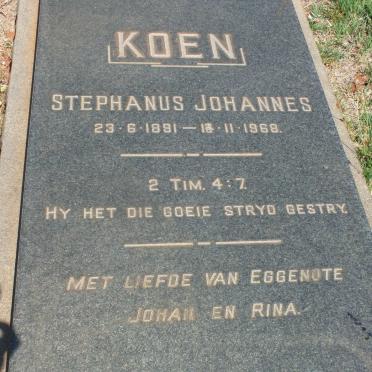 KOEN
STEPHANUS JOHANNES
23·6·1891 — 18·11·1968.
2 TIM. 4:7.
HY HET DIE GOEIE STRYD GESTRY.
MET LIEFDE VAN EGGENOTE
JOHAN EN RINA.